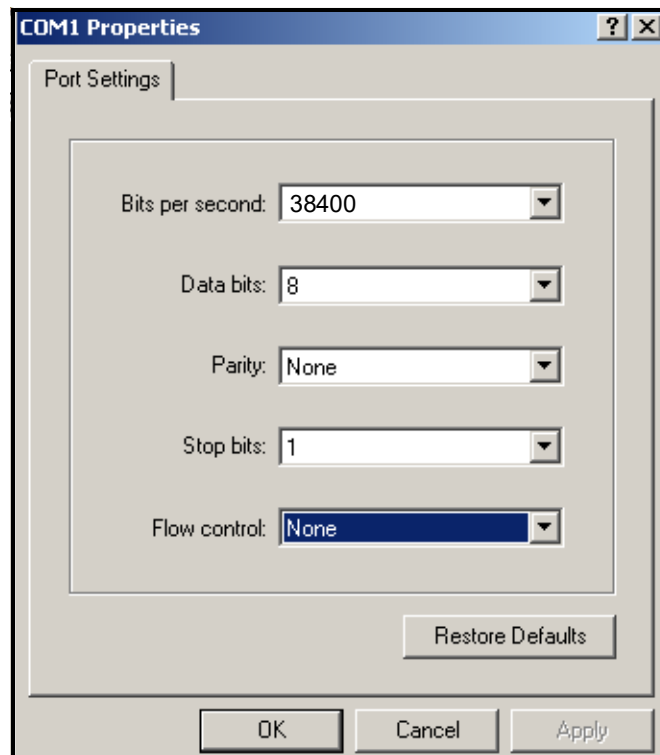 COM1 Properties
Port Settings
Bits per second: 38400
Data bits: 8
Parity: None
Stop bits: 1
Flow control: None
Restore Defaults
OK Cancel Apply